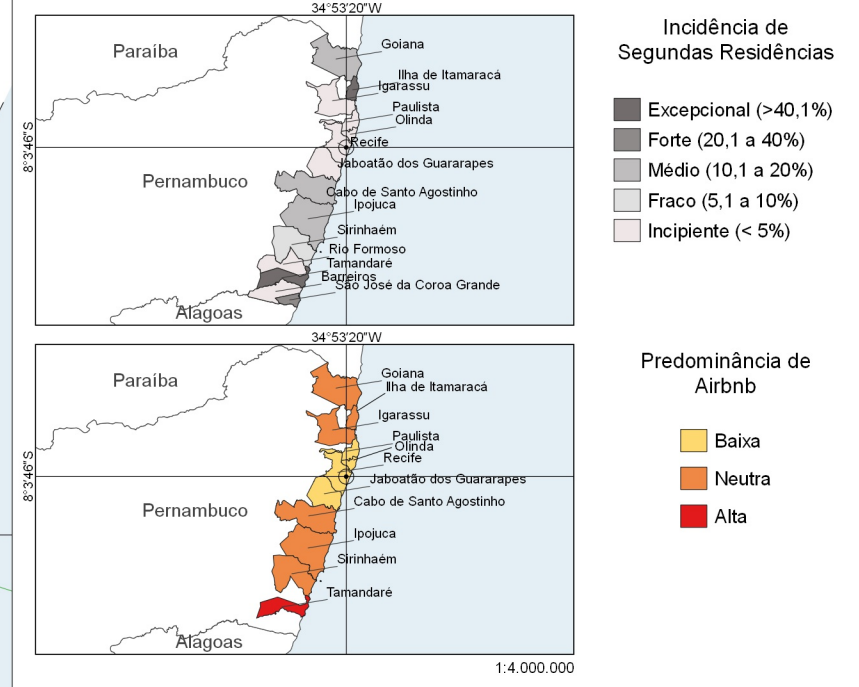 34°53'20"W
8°3'46"S
Paraíba
Goiana
Ilha de Itamaracá
Igarassu
Paulista
Olinda
Recife
Jaboatão dos Guararapes
Pernambuco
Cabo de Santo Agostinho
Ipojuca
Sirinhaém
Rio Formoso
Tamandaré
Barreiros
São José da Coroa Grande
Alagoas
Incidência de
Segundas Residências
Excepcional (>40,1%)
Forte (20,1 a 40%)
Médio (10,1 a 20%)
Fraco (5,1 a 10%)
Incipiente (< 5%)
34°53'20"W
8°3'46"S
Paraíba
Goiana
Ilha de Itamaracá
Igarassu
Paulista
Olinda
Recife
Jaboatão dos Guararapes
Cabo de Santo Agostinho
Pernambuco
Ipojuca
Sirinhaém
Tamandaré
Alagoas
Predominância de
Airbnb
Baixa
Neutra
Alta
1:4.000.000